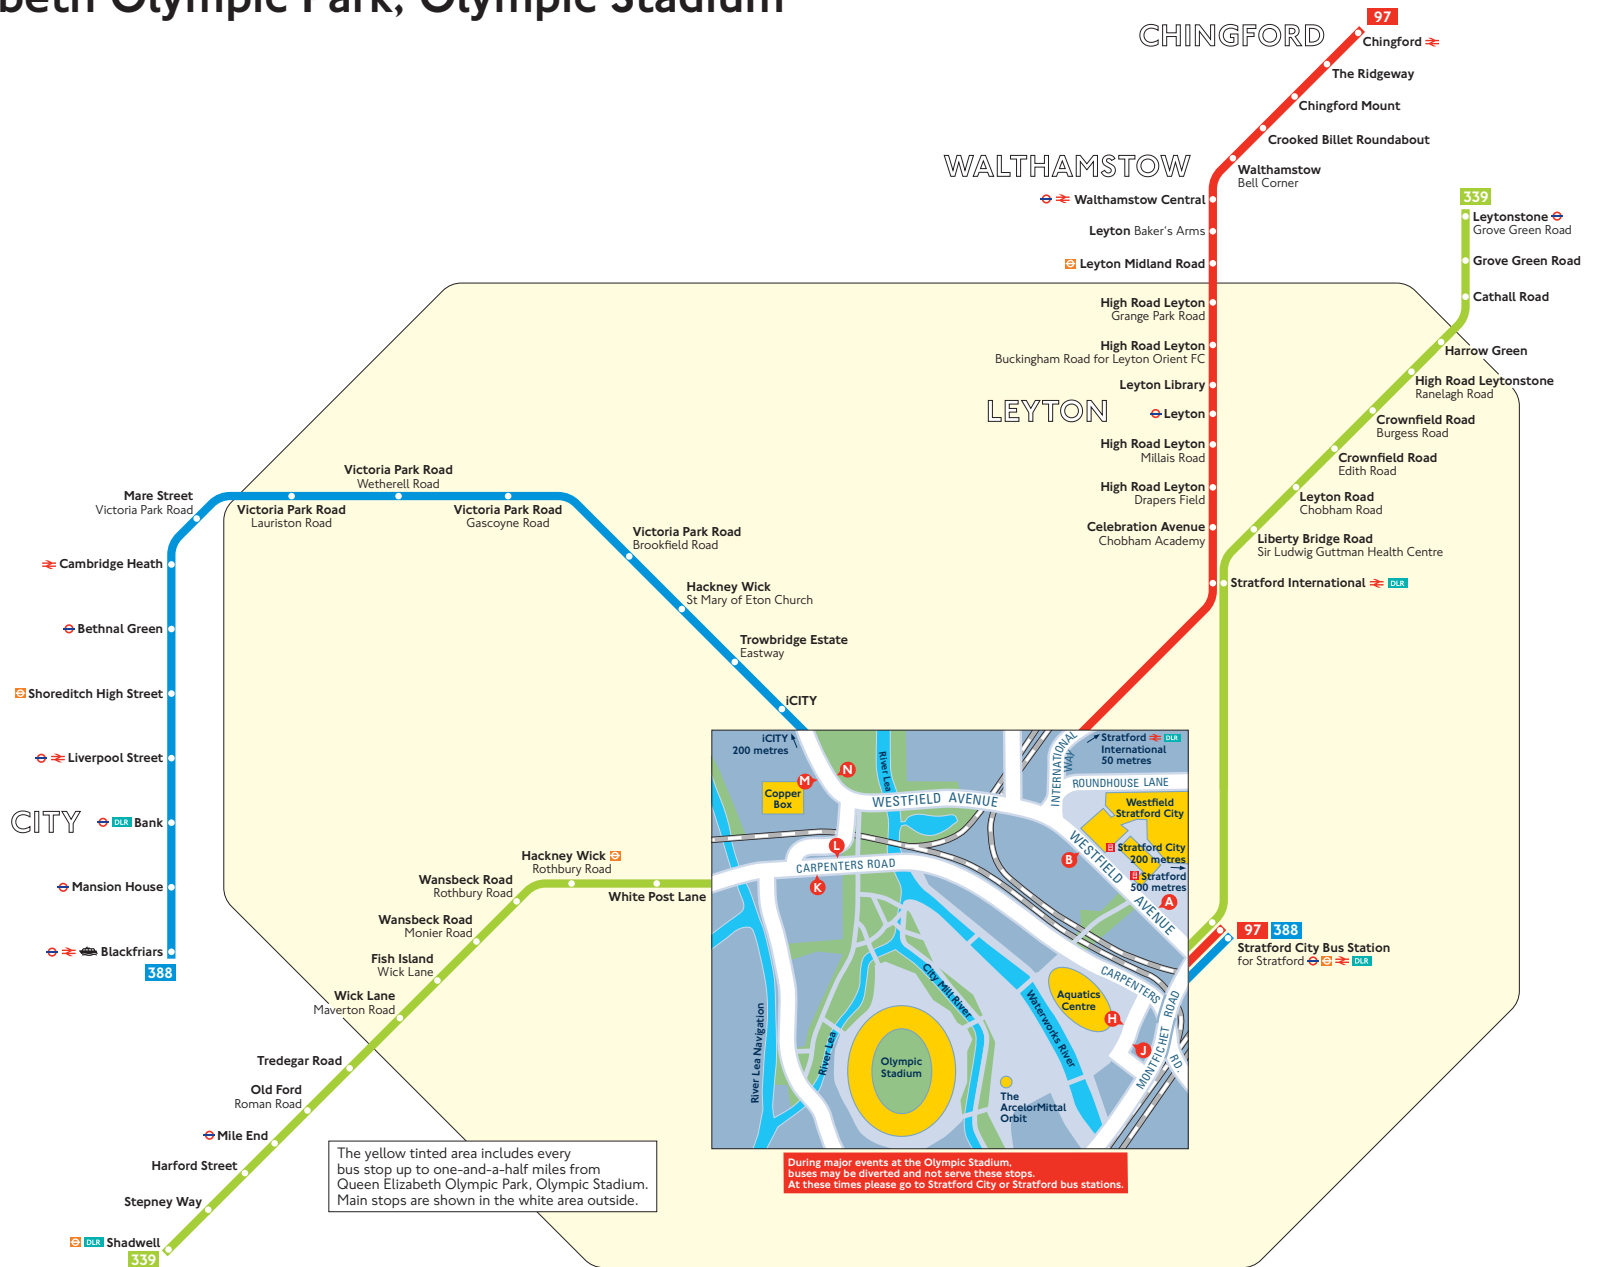 beth Olympic Park, Olympic Stadium
97
CHINGFORD
Chingford
The Ridgeway
Chingford Mount
Crooked Billet Roundabout
WALTHAMSTOW
Walthamstow
Bell Corner
Walthamstow Central
Leyton Baker's Arms
Leyton Midland Road
339
Leytonstone
Grove Green Road
Grove Green Road
Cathall Road
High Road Leyton
Grange Park Road
High Road Leyton
Buckingham Road for Leyton Orient FC
Leyton Library
LEYTON
Leyton
High Road Leyton
Millais Road
High Road Leyton
Drapers Field
Celebration Avenue
Chobham Academy
Harrow Green
High Road Leytonstone
Ranelagh Road
Crownfield Road
Burgess Road
Crownfield Road
Edith Road
Leyton Road
Chobham Road
Liberty Bridge Road
Sir Ludwig Guttman Health Centre
Stratford International DLR
Mare Street
Victoria Park Road
Victoria Park Road
Lauriston Road
Victoria Park Road
Wetherell Road
Victoria Park Road
Gascoyne Road
Victoria Park Road
Brookfield Road
Hackney Wick
St Mary of Eton Church
Trowbridge Estate
Eastway
iCITY
Cambridge Heath
Bethnal Green
Shoreditch High Street
Liverpool Street
CITY
DLR Bank
Mansion House
Blackfriars
388
Hackney Wick
Rothbury Road
White Post Lane
Wansbeck Road
Rothbury Road
Wansbeck Road
Monier Road
Fish Island
Wick Lane
Wick Lane
Maverton Road
Tredegar Road
Old Ford
Roman Road
Mile End
Harford Street
Stepney Way
DLR Shadwell
339
iCITY
200 metres
M
N
Copper
Box
River Lea
WESTFIELD AVENUE
INTERNATIONAL
WAY
Stratford DLR
International
50 metres
ROUNDHOUSE LANE
Westfield
Stratford City
Stratford City
200 metres
Stratford
500 metres
WESTFIELD
AVENUE
B
A
L
CARPENTERS ROAD
K
CARPENTERS
RD.
Aquatics
Centre
H
J
MONTFICHET ROAD
City Mill River
Waterworks River
River Lea Navigation
River Lea
Olympic
Stadium
The
ArcelorMittal
Orbit
97 388
Stratford City Bus Station
for Stratford DLR
The yellow tinted area includes every
bus stop up to one-and-a-half miles from
Queen Elizabeth Olympic Park, Olympic Stadium.
Main stops are shown in the white area outside.
During major events at the Olympic Stadium,
buses may be diverted and not serve these stops.
At these times please go to Stratford City or Stratford bus stations.